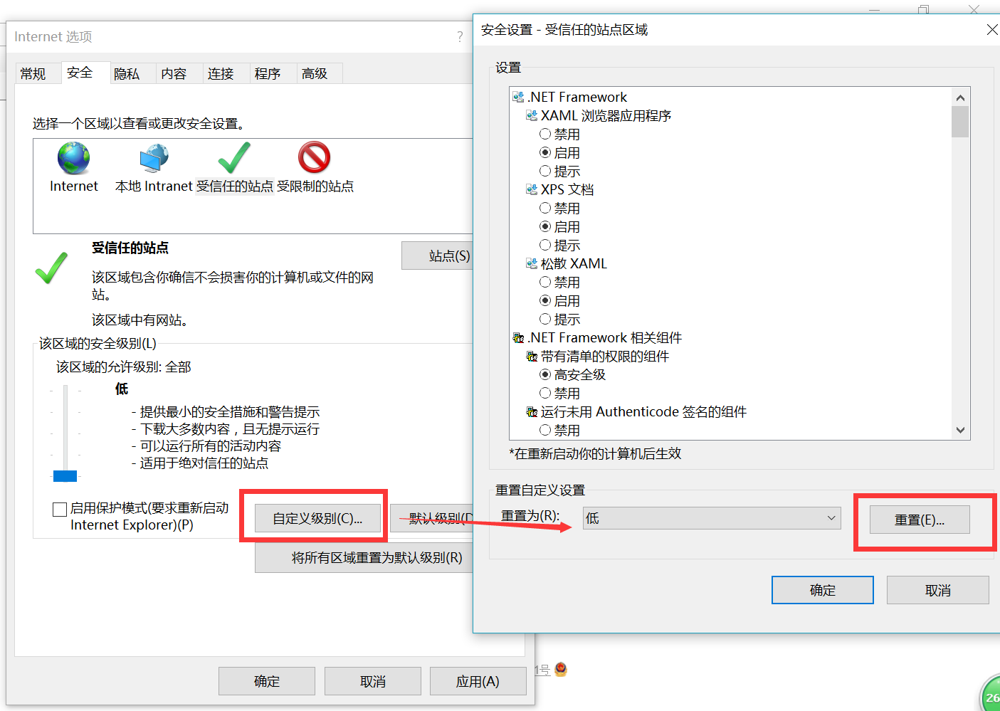 Internet 选项
?
常规
安全
隐私
内容
连接
程序
高级
选择一个区域以查看或更改安全设置。
Internet
本地 Intranet
受信任的站点
受限制的站点
受信任的站点
站点(S)
该区域包含你确信不会损害你的计算机或文件的网
站。
该区域中有网站。
该区域的安全级别(L)
该区域的允许级别: 全部
低
- 提供最小的安全措施和警告提示
- 下载大多数内容，且无提示运行
- 可以运行所有的活动内容
- 适用于绝对信任的站点
启用保护模式(要求重新启动
Internet Explorer)(P)
自定义级别(C)...
默认级别(D
将所有区域重置为默认级别(R)
确定
取消
应用(A)
安全设置 - 受信任的站点区域
设置
.NET Framework
XAML 浏览器应用程序
禁用
启用
提示
XPS 文档
禁用
启用
提示
松散 XAML
禁用
启用
提示
.NET Framework 相关组件
带有清单的权限的组件
高安全级
禁用
运行未用 Authenticode 签名的组件
禁用
*在重新启动你的计算机后生效
重置自定义设置
重置为(R):
低
重置(E)...
确定
取消
1号
26